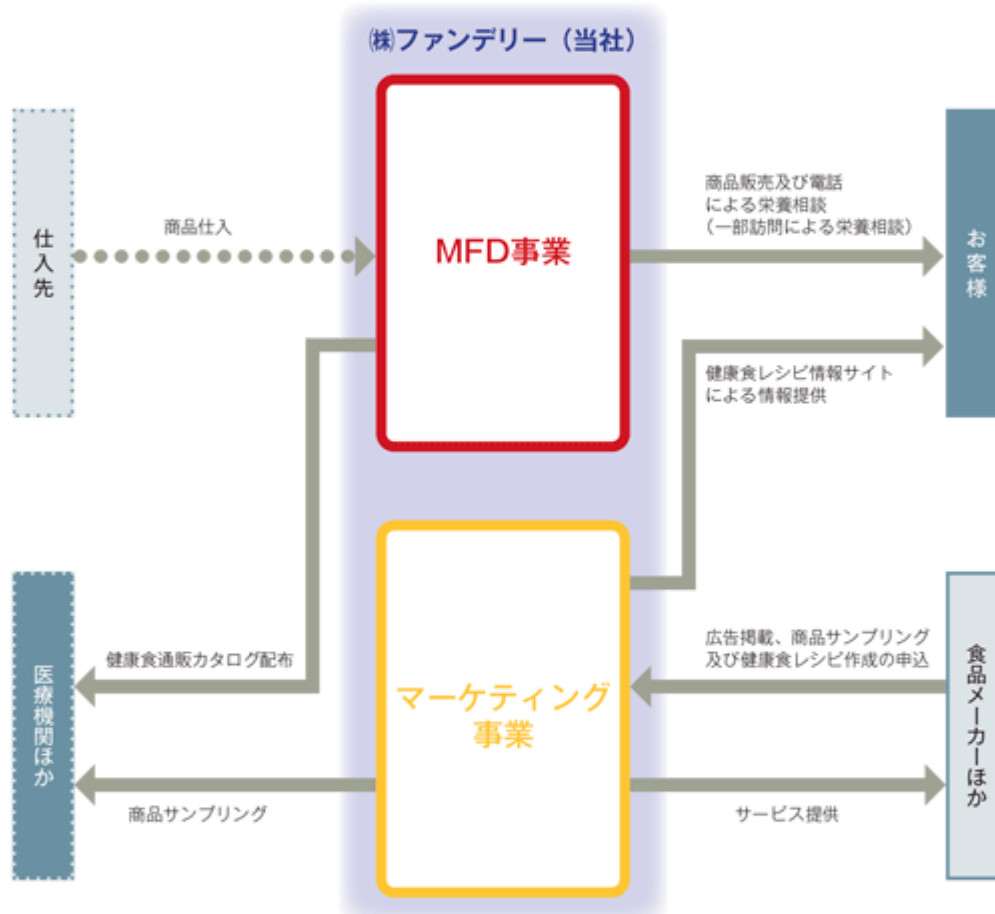 ㈱ファンデリー（当社）
仕入先
商品仕入
MFD事業
商品販売及び電話
による栄養相談
（一部訪問による栄養相談）
お客様
健康食レシピ情報サイト
による情報提供
医療機関ほか
健康食通販カタログ配布
商品サンプリング
マーケティング
事業
広告掲載、商品サンプリング
及び健康食レシピ作成の申込
サービス提供
食品メーカーほか